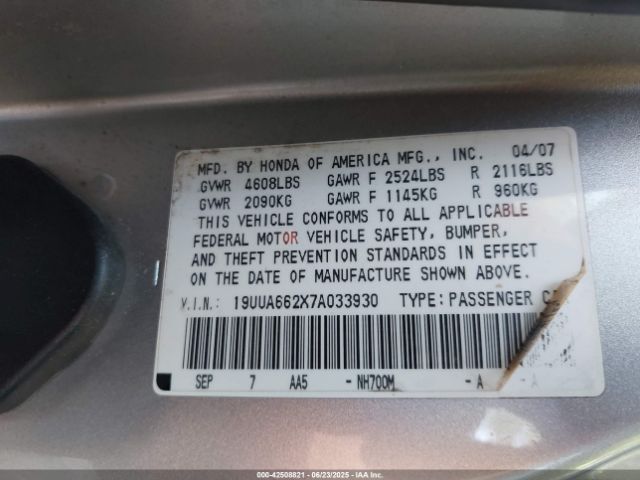 MFD. BY HONDA OF AMERICA MFG., INC. 04/07
GVWR 4608LBS GAWR F 2524LBS R 2116LBS
GVWR 2090KG GAWR F 1145KG R 960KG
THIS VEHICLE CONFORMS TO ALL APPLICABLE
FEDERAL MOTOR VEHICLE SAFETY, BUMPER,
AND THEFT PREVENTION STANDARDS IN EFFECT
ON THE DATE OF MANUFACTURE SHOWN ABOVE.
V.I.N.: 19UUA662X7A033930 TYPE: PASSENGER
SEP 7 AA5 - NH700M - A - A
000-42508821 - 06/23/2025 - IAAI.COM